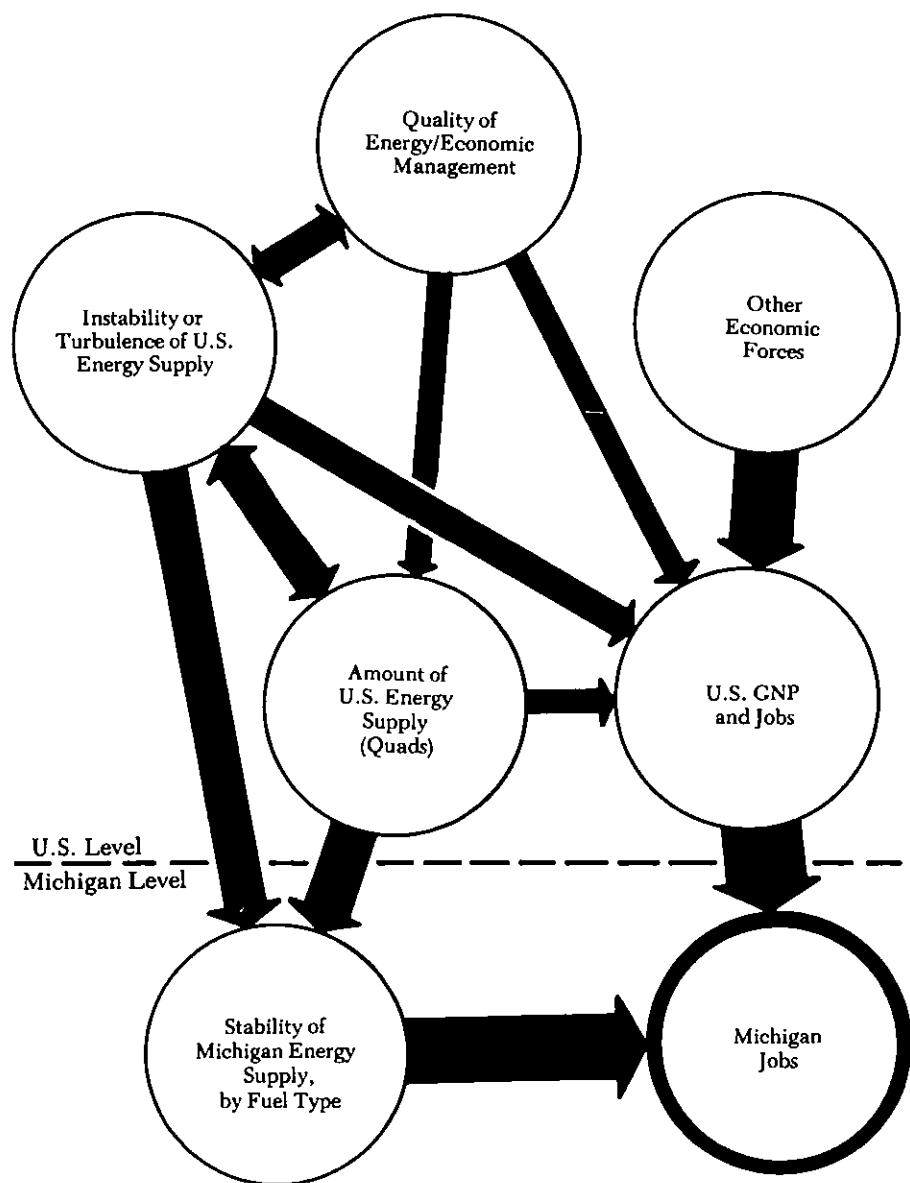 Quality of
Energy/Economic
Management
Instability or
Turbulence of U.S.
Energy Supply
Other
Economic
Forces
Amount of
U.S. Energy
Supply
(Quads)
U.S. GNP
and Jobs
U.S. Level
Michigan Level
Stability of
Michigan Energy
Supply,
by Fuel Type
Michigan
Jobs